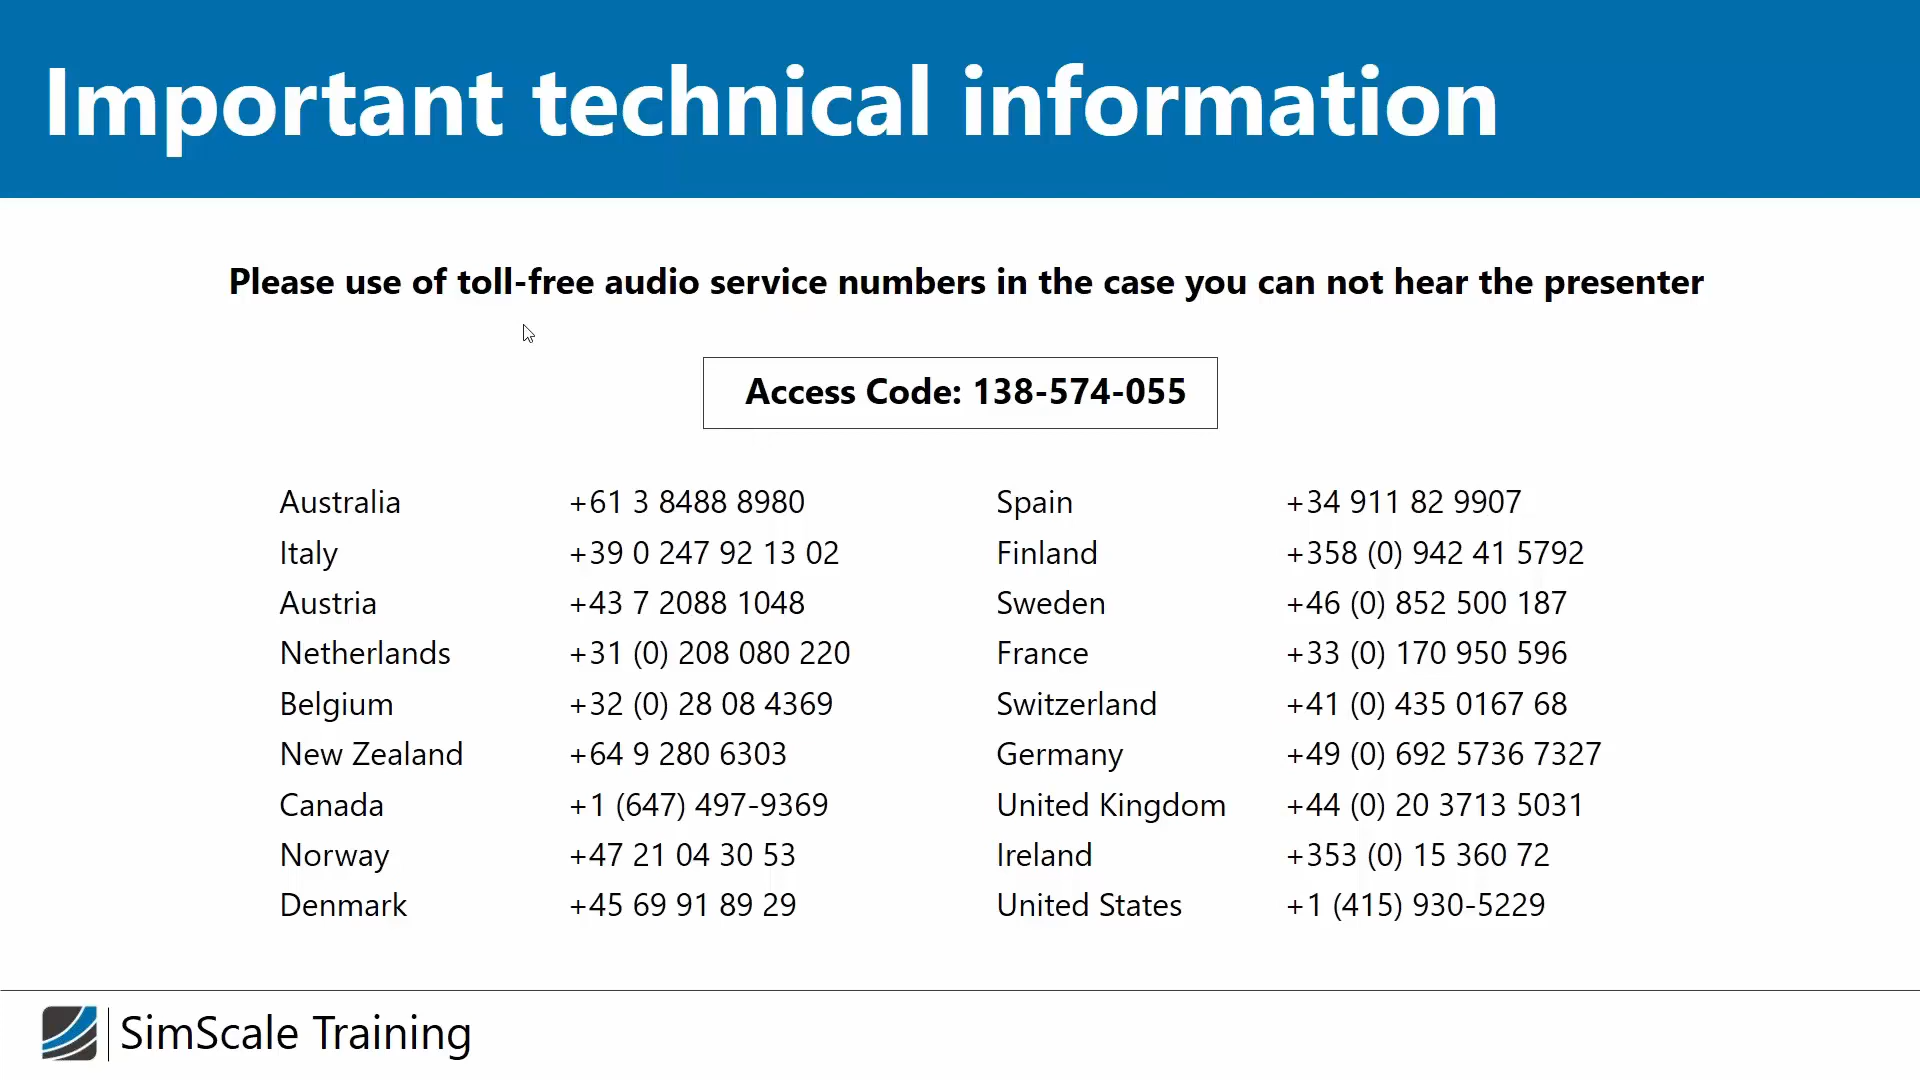 Important technical information
Please use of toll-free audio service numbers in the case you can not hear the presenter
Access Code: 138-574-055
Australia +61 3 8488 8980 Spain +34 911 82 9907
Italy +39 0 247 92 13 02 Finland +358 (0) 942 41 5792
Austria +43 7 2088 1048 Sweden +46 (0) 852 500 187
Netherlands +31 (0) 208 080 220 France +33 (0) 170 950 596
Belgium +32 (0) 28 08 4369 Switzerland +41 (0) 435 0167 68
New Zealand +64 9 280 6303 Germany +49 (0) 692 5736 7327
Canada +1 (647) 497-9369 United Kingdom +44 (0) 20 3713 5031
Norway +47 21 04 30 53 Ireland +353 (0) 15 360 72
Denmark +45 69 91 89 29 United States +1 (415) 930-5229
SimScale Training